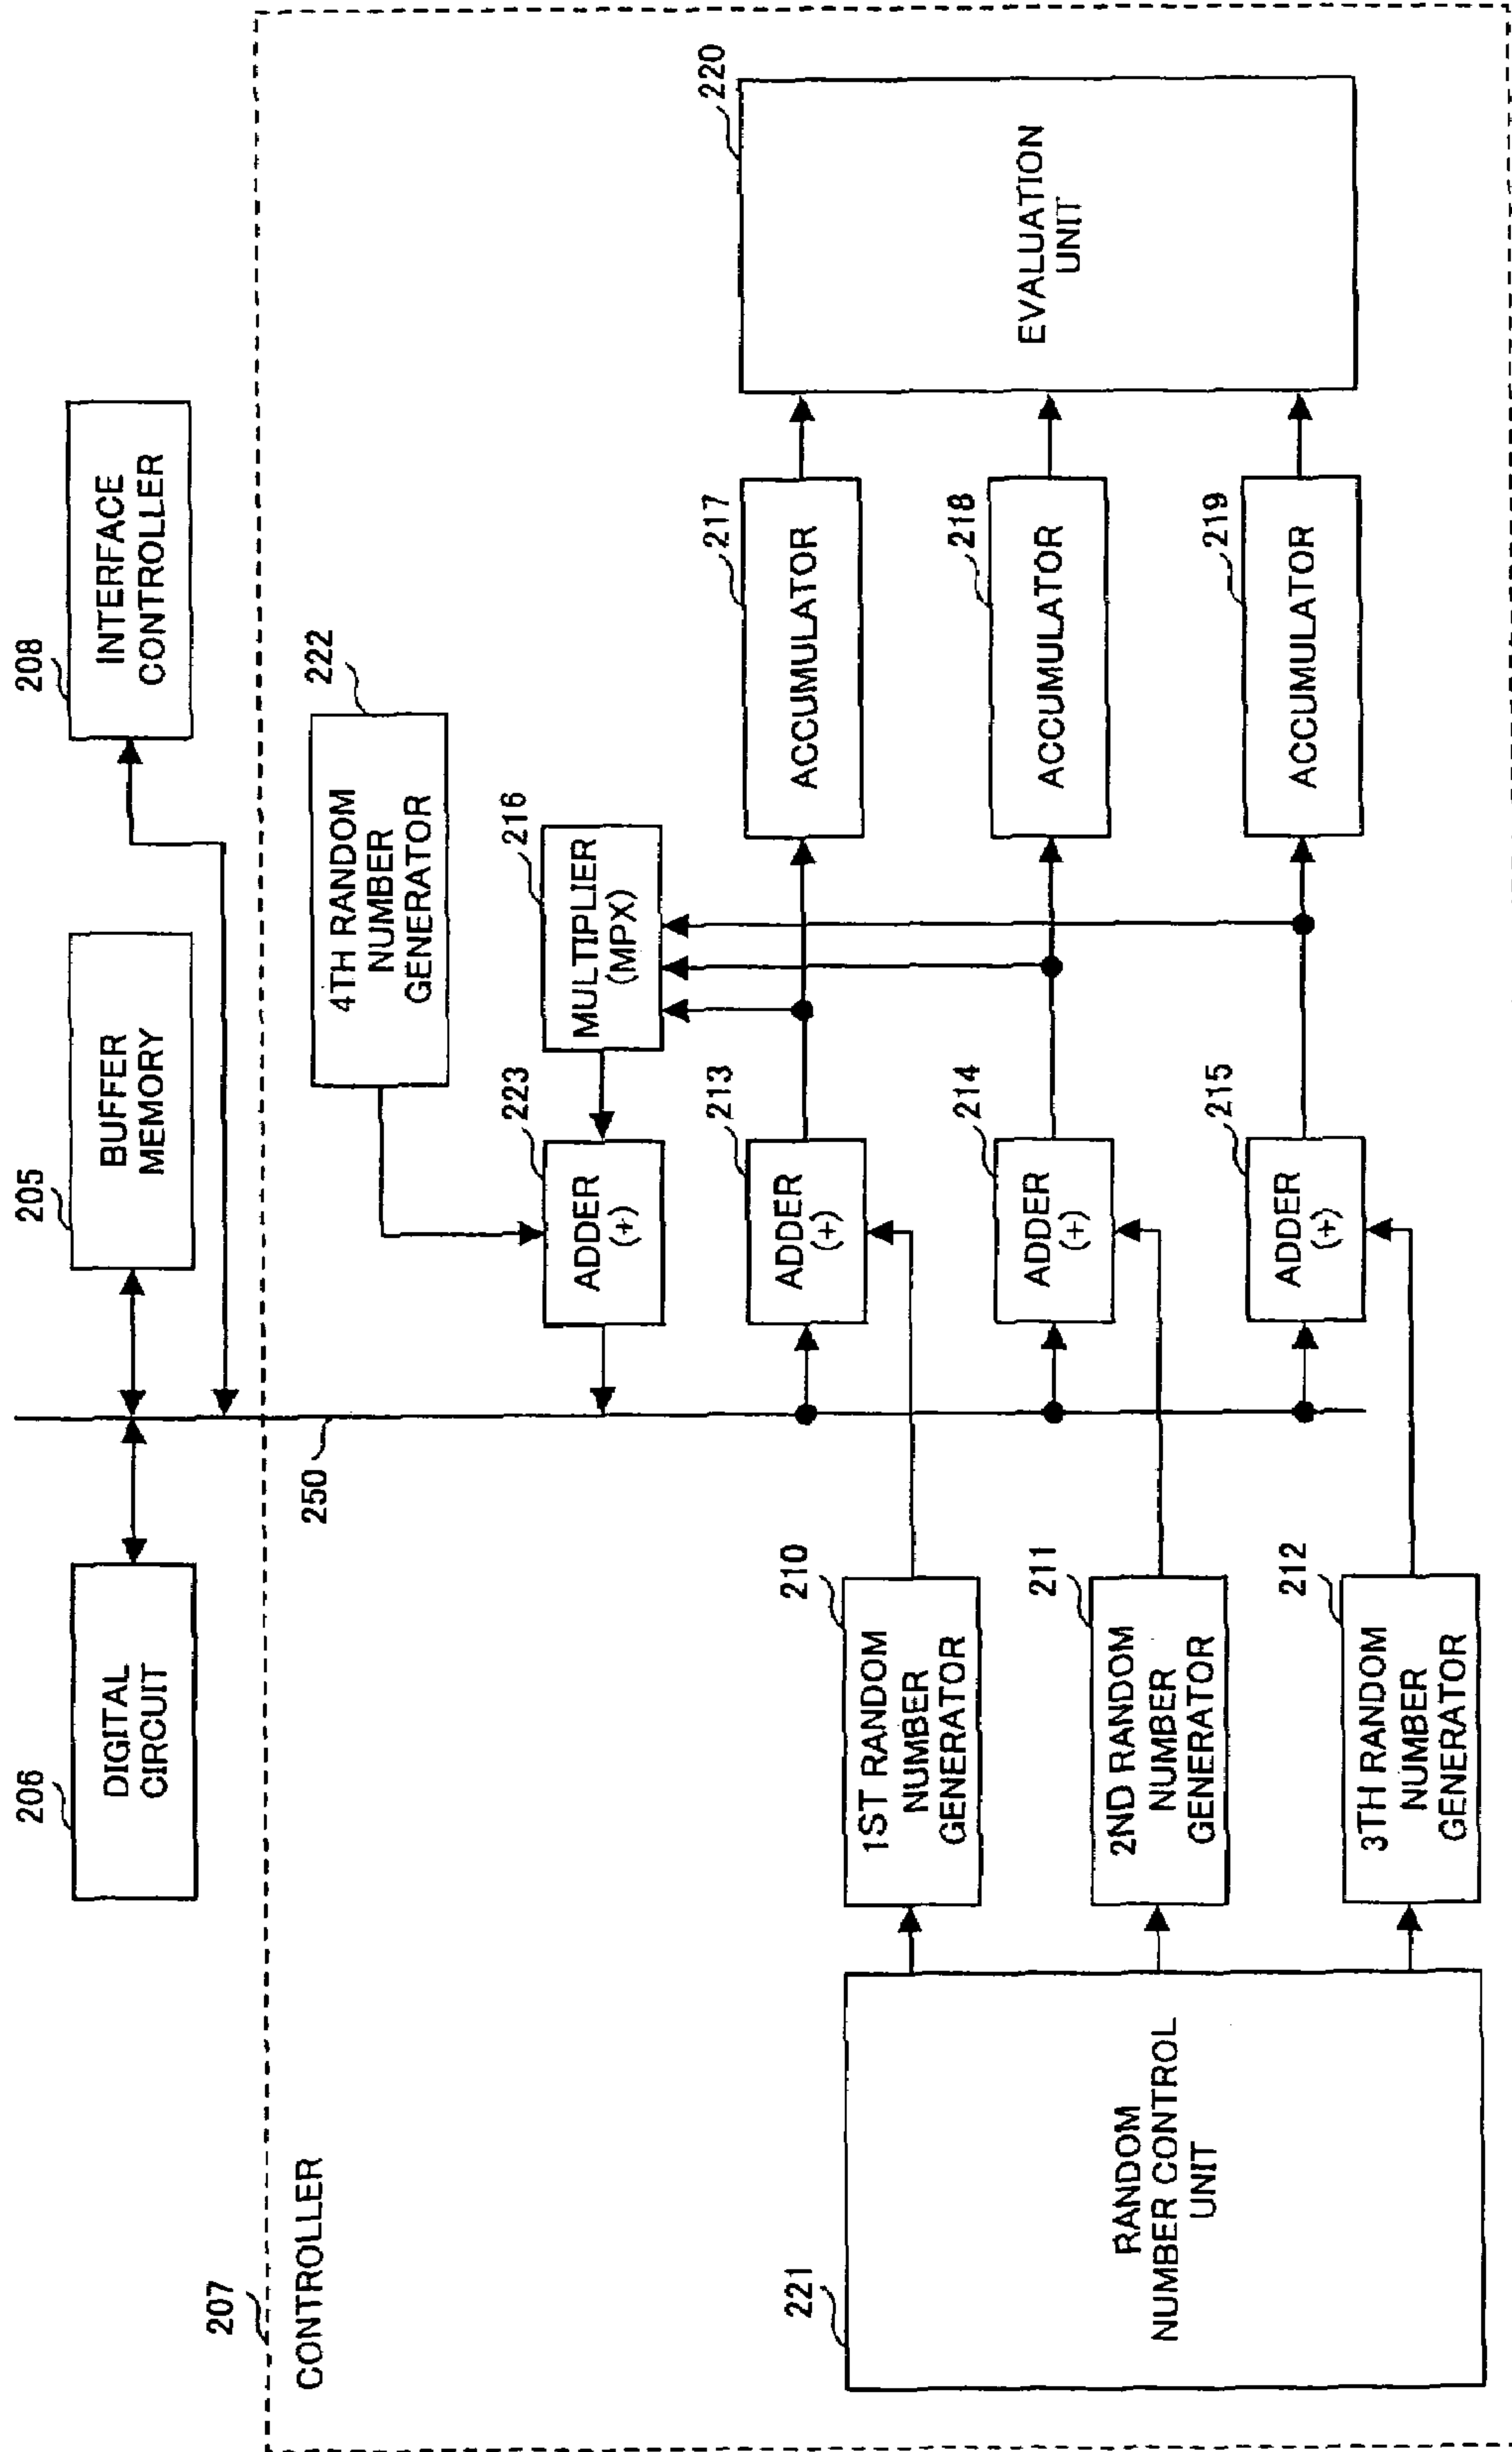 206
DIGITAL
CIRCUIT
205
BUFFER
MEMORY
208
INTERFACE
CONTROLLER
207
CONTROLLER
250
222
4TH RANDOM
NUMBER
GENERATOR
223
ADDER
(+)
216
MULTIPLIER
(MPX)
221
RANDOM
NUMBER CONTROL
UNIT
210
1ST RANDOM
NUMBER
GENERATOR
213
ADDER
(+)
217
ACCUMULATOR
220
EVALUATION
UNIT
211
2ND RANDOM
NUMBER
GENERATOR
214
ADDER
(+)
218
ACCUMULATOR
212
3TH RANDOM
NUMBER
GENERATOR
215
ADDER
(+)
219
ACCUMULATOR